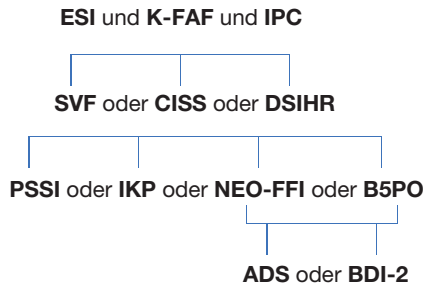 ESI und K-FAF und IPC
SVF oder CISS oder DSIHR
PSSI oder IKP oder NEO-FFI oder B5PO
ADS oder BDI-2